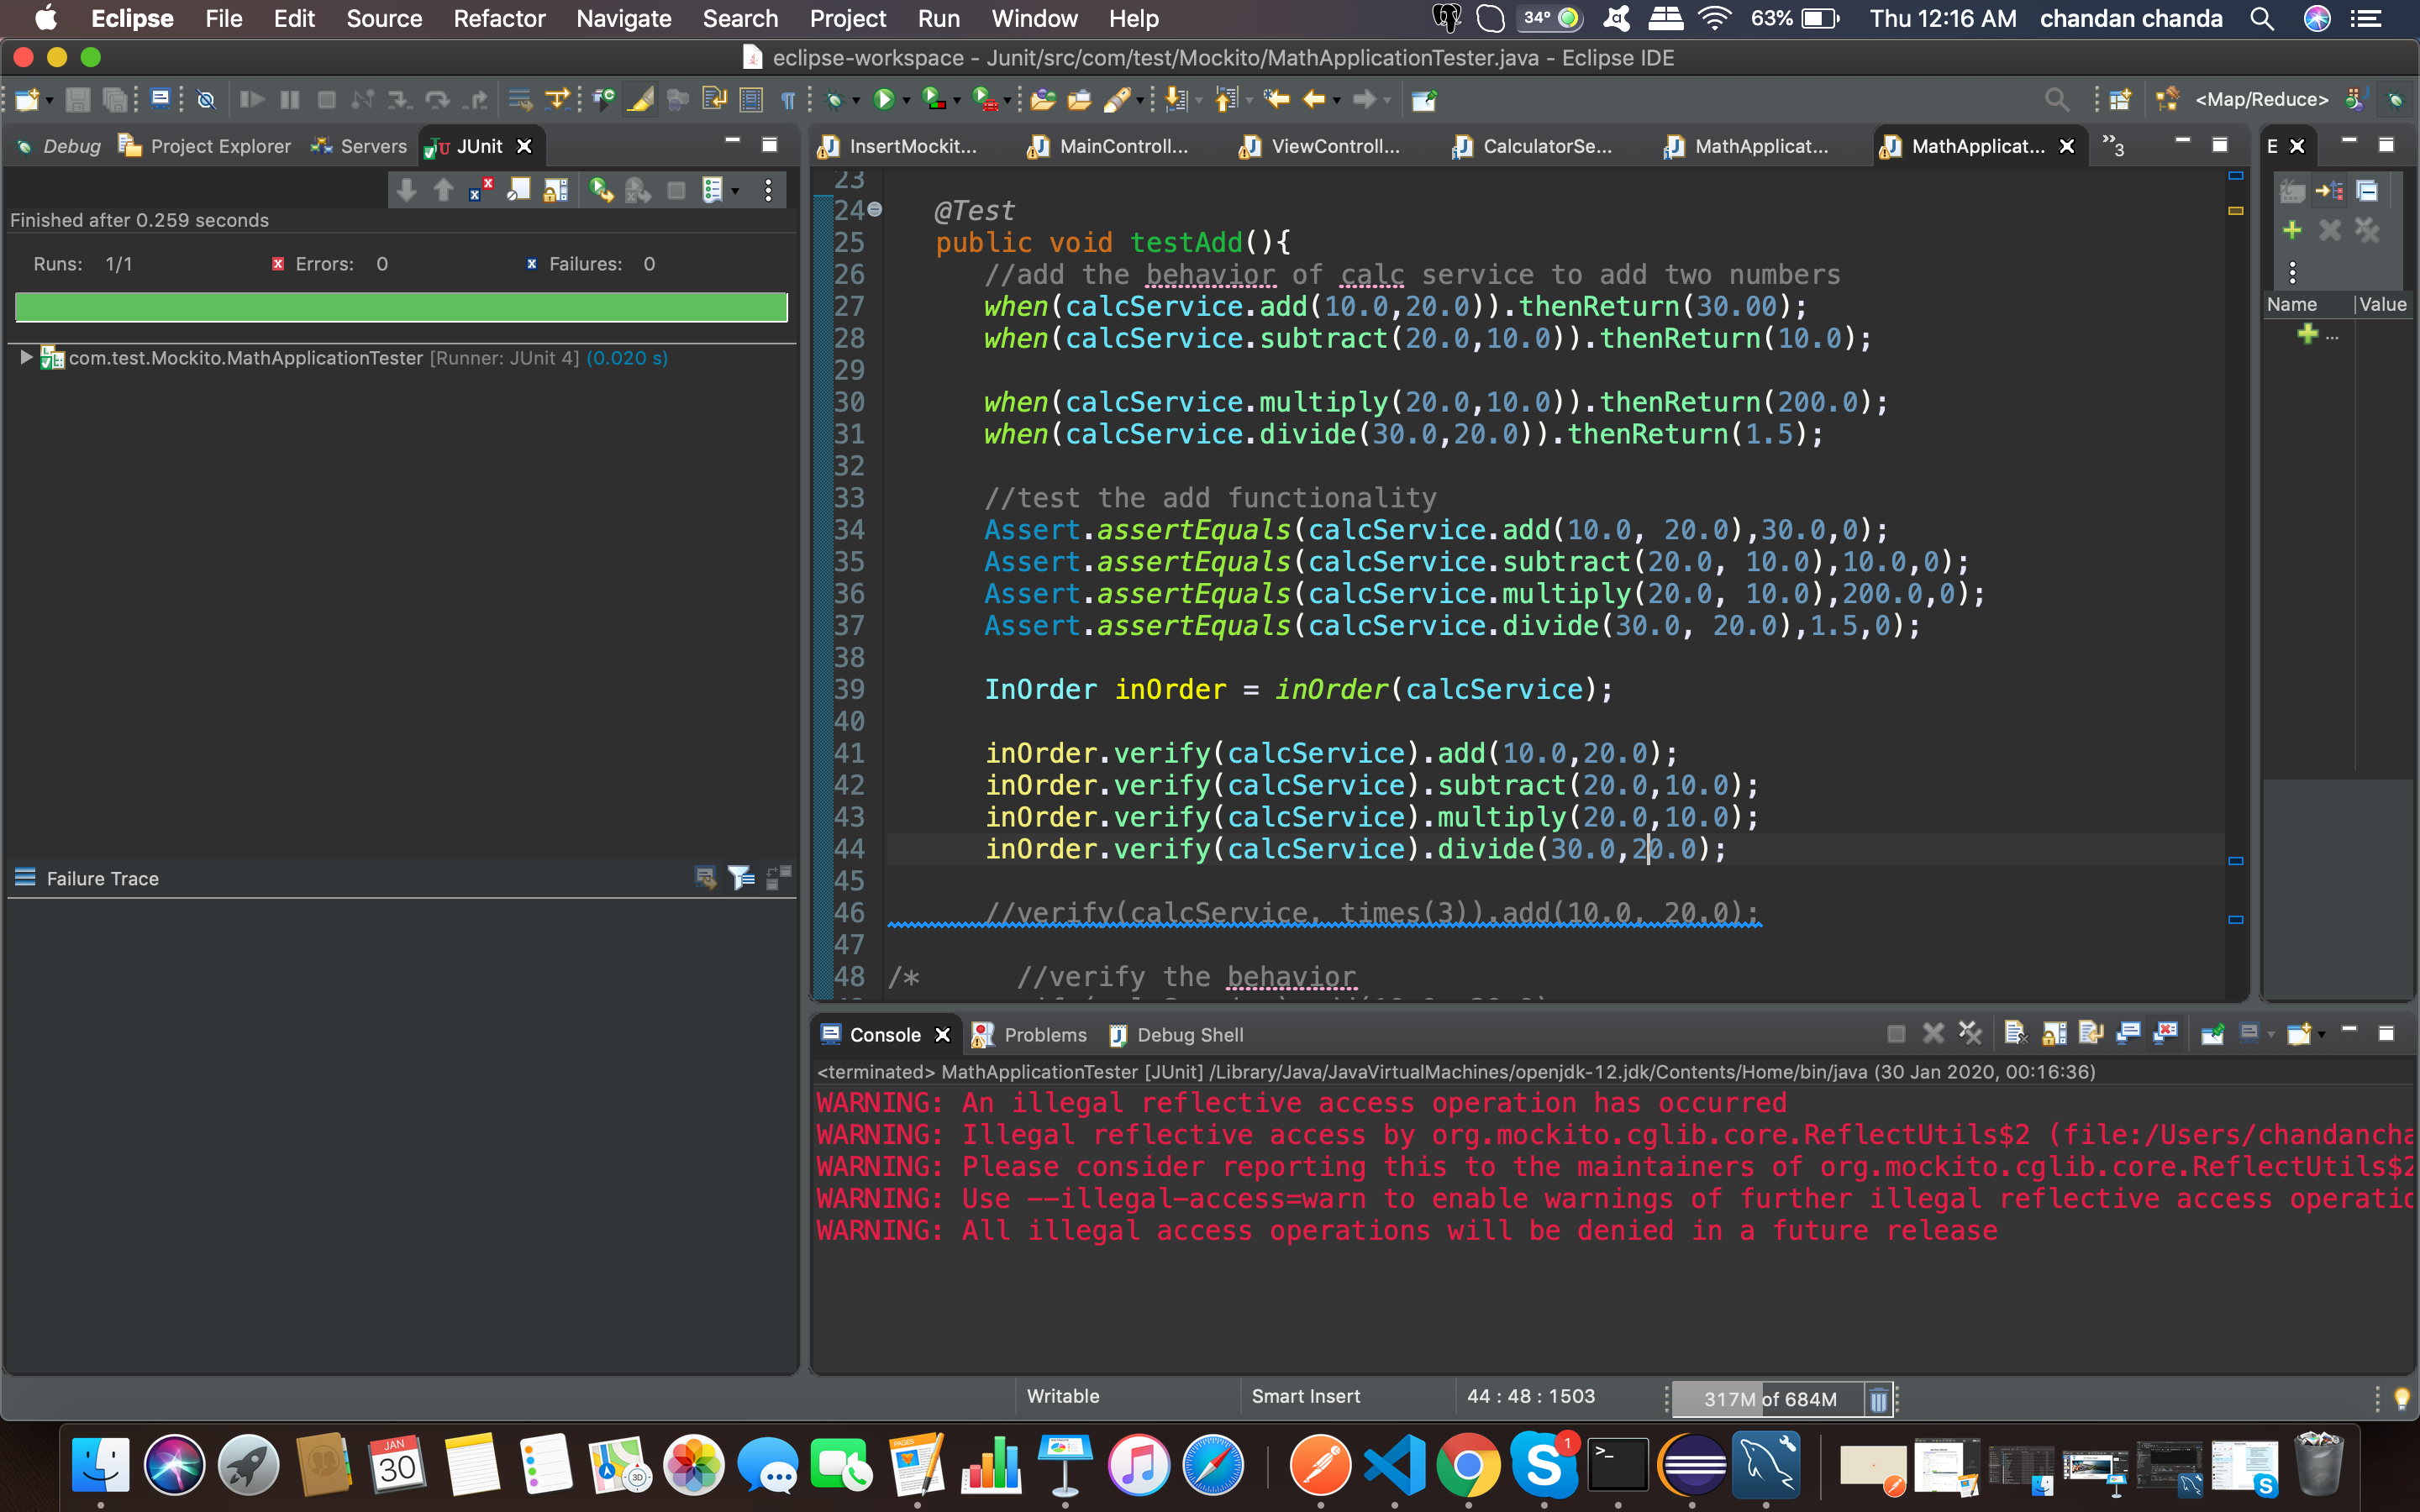 Eclipse File Edit Source Refactor Navigate Search Project Run Window Help 34° 63% Thu 12:16 AM chandan chanda
eclipse-workspace - Junit/src/com/test/Mockito/MathApplicationTester.java - Eclipse IDE
<Map/Reduce>
Debug Project Explorer Servers JUnit
Finished after 0.259 seconds
Runs: 1/1 Errors: 0 Failures: 0
com.test.Mockito.MathApplicationTester [Runner: JUnit 4] (0.020 s)
Failure Trace
InsertMockit... MainControll... ViewControll... CalculatorSe... MathApplicat... MathApplicat... »3
23
24 @Test
25 public void testAdd(){
26 //add the behavior of calc service to add two numbers
27 when(calcService.add(10.0,20.0)).thenReturn(30.00);
28 when(calcService.subtract(20.0,10.0)).thenReturn(10.0);
29
30 when(calcService.multiply(20.0,10.0)).thenReturn(200.0);
31 when(calcService.divide(30.0,20.0)).thenReturn(1.5);
32
33 //test the add functionality
34 Assert.assertEquals(calcService.add(10.0, 20.0),30.0,0);
35 Assert.assertEquals(calcService.subtract(20.0, 10.0),10.0,0);
36 Assert.assertEquals(calcService.multiply(20.0, 10.0),200.0,0);
37 Assert.assertEquals(calcService.divide(30.0, 20.0),1.5,0);
38
39 InOrder inOrder = inOrder(calcService);
40
41 inOrder.verify(calcService).add(10.0,20.0);
42 inOrder.verify(calcService).subtract(20.0,10.0);
43 inOrder.verify(calcService).multiply(20.0,10.0);
44 inOrder.verify(calcService).divide(30.0,20.0);
45
46 //verify(calcService, times(3)).add(10.0, 20.0);
47
48 /* //verify the behavior
E
Name Value
...
Console Problems Debug Shell
<terminated> MathApplicationTester [JUnit] /Library/Java/JavaVirtualMachines/openjdk-12.jdk/Contents/Home/bin/java (30 Jan 2020, 00:16:36)
WARNING: An illegal reflective access operation has occurred
WARNING: Illegal reflective access by org.mockito.cglib.core.ReflectUtils$2 (file:/Users/chandancha
WARNING: Please consider reporting this to the maintainers of org.mockito.cglib.core.ReflectUtils$2
WARNING: Use --illegal-access=warn to enable warnings of further illegal reflective access operatio
WARNING: All illegal access operations will be denied in a future release
Writable Smart Insert 44 : 48 : 1503 317M of 684M
JAN
30
PAGES
3D
1